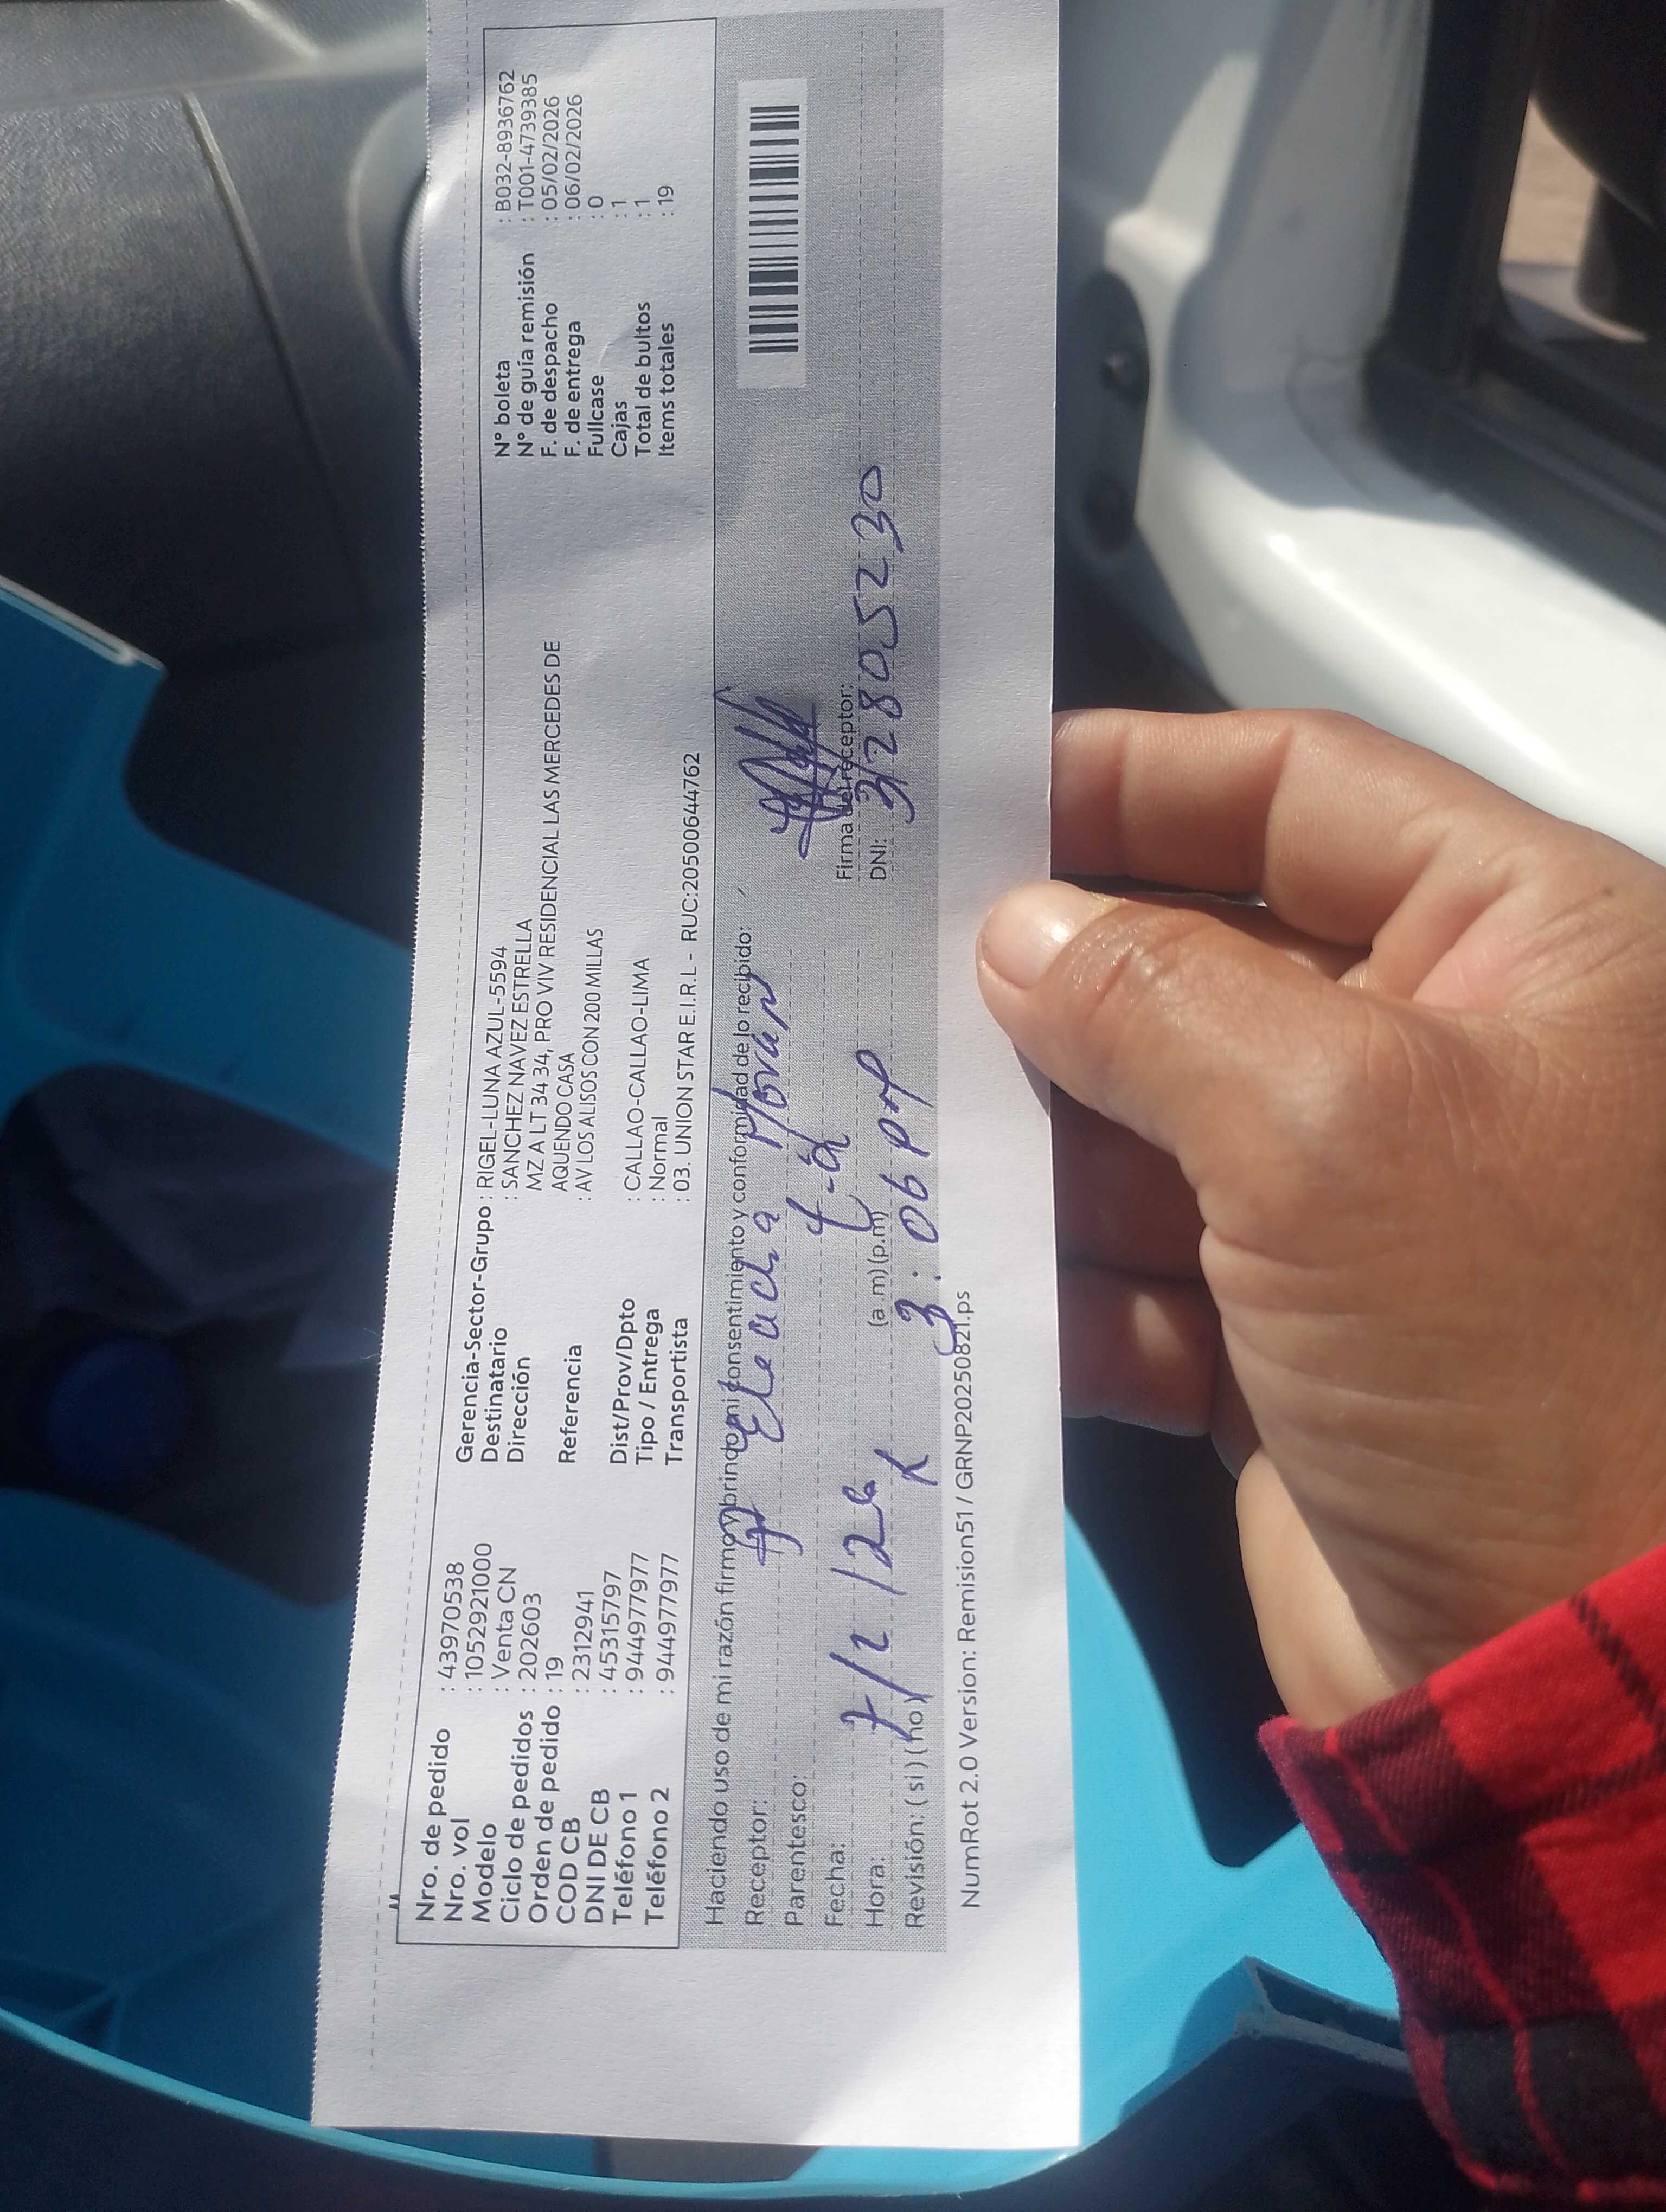 Nro. de pedido : 43970538
Nro. vol : 1052921000
Modelo : Venta CN
Ciclo de pedidos : 202603
Orden de pedido : 19
COD CB : 2312941
DNI DE CB : 45315797
Teléfono 1 : 944977977
Teléfono 2 : 944977977
Gerencia-Sector-Grupo : RIGEL-LUNA AZUL-5594
Destinatario : SANCHEZ NAVEZ ESTRELLA
Dirección MZ A LT 34 34, PRO VIV RESIDENCIAL LAS MERCEDES DE
AQUENDO CASA
Referencia : AV LOS ALISOS CON 200 MILLAS
Dist/Prov/Dpto : CALLAO-CALLAO-LIMA
Tipo / Entrega : Normal
Transportista : 03. UNION STAR E.I.R.L - RUC:20500644762
N° boleta : B032-8936762
N° de guía remisión : T001-4739385
F. de despacho : 05/02/2026
F. de entrega : 06/02/2026
Fullcase : 0
Cajas : 1
Total de bultos : 1
Items totales : 19
Haciendo uso de mi razón firmo y brindo mi consentimiento y conformidad de lo recibido:
Receptor: Moran
Parentesco:
Fecha: 7/2/26
Hora: (a.m) (p.m) 3:06 pm
Revisión: ( si ) ( no )
Firma del receptor:
DNI: 32805230
NumRot 2.0 Version: Remision51 / GRNP20250821.ps